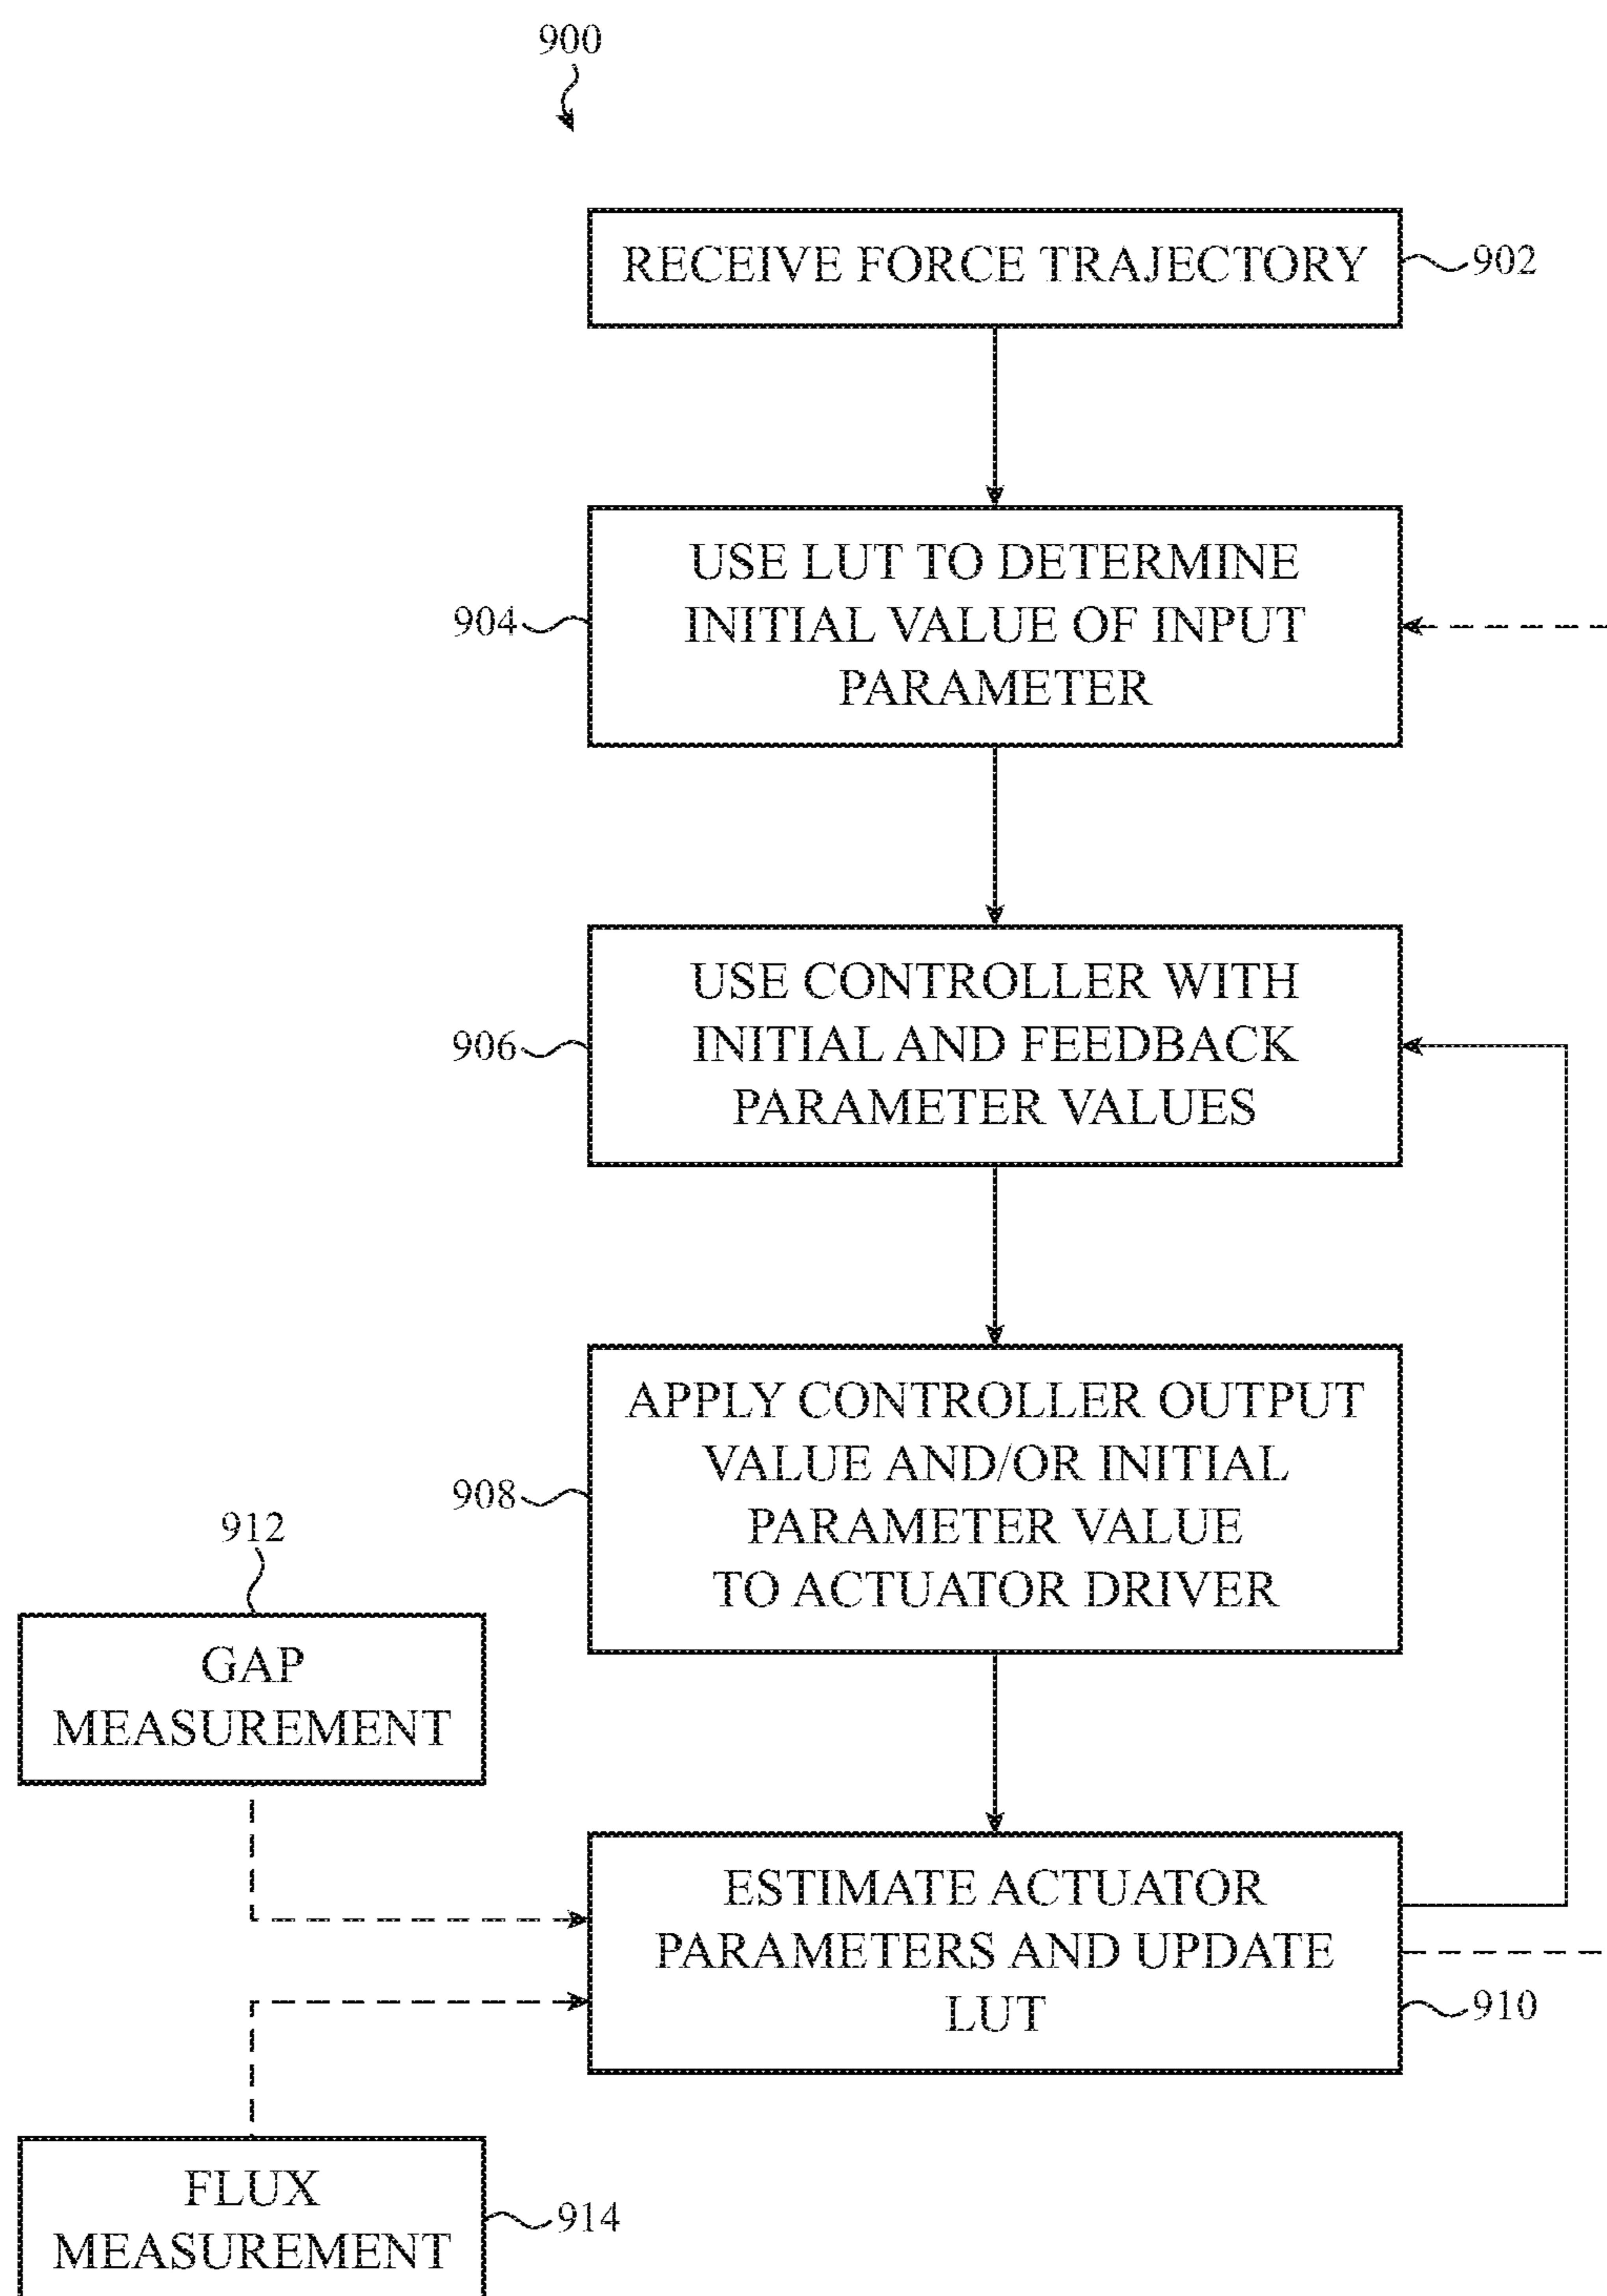 900
RECEIVE FORCE TRAJECTORY
902
USE LUT TO DETERMINE
INITIAL VALUE OF INPUT
PARAMETER
904
USE CONTROLLER WITH
INITIAL AND FEEDBACK
PARAMETER VALUES
906
APPLY CONTROLLER OUTPUT
VALUE AND/OR INITIAL
PARAMETER VALUE
TO ACTUATOR DRIVER
908
912
GAP
MEASUREMENT
ESTIMATE ACTUATOR
PARAMETERS AND UPDATE
LUT
910
FLUX
MEASUREMENT
914